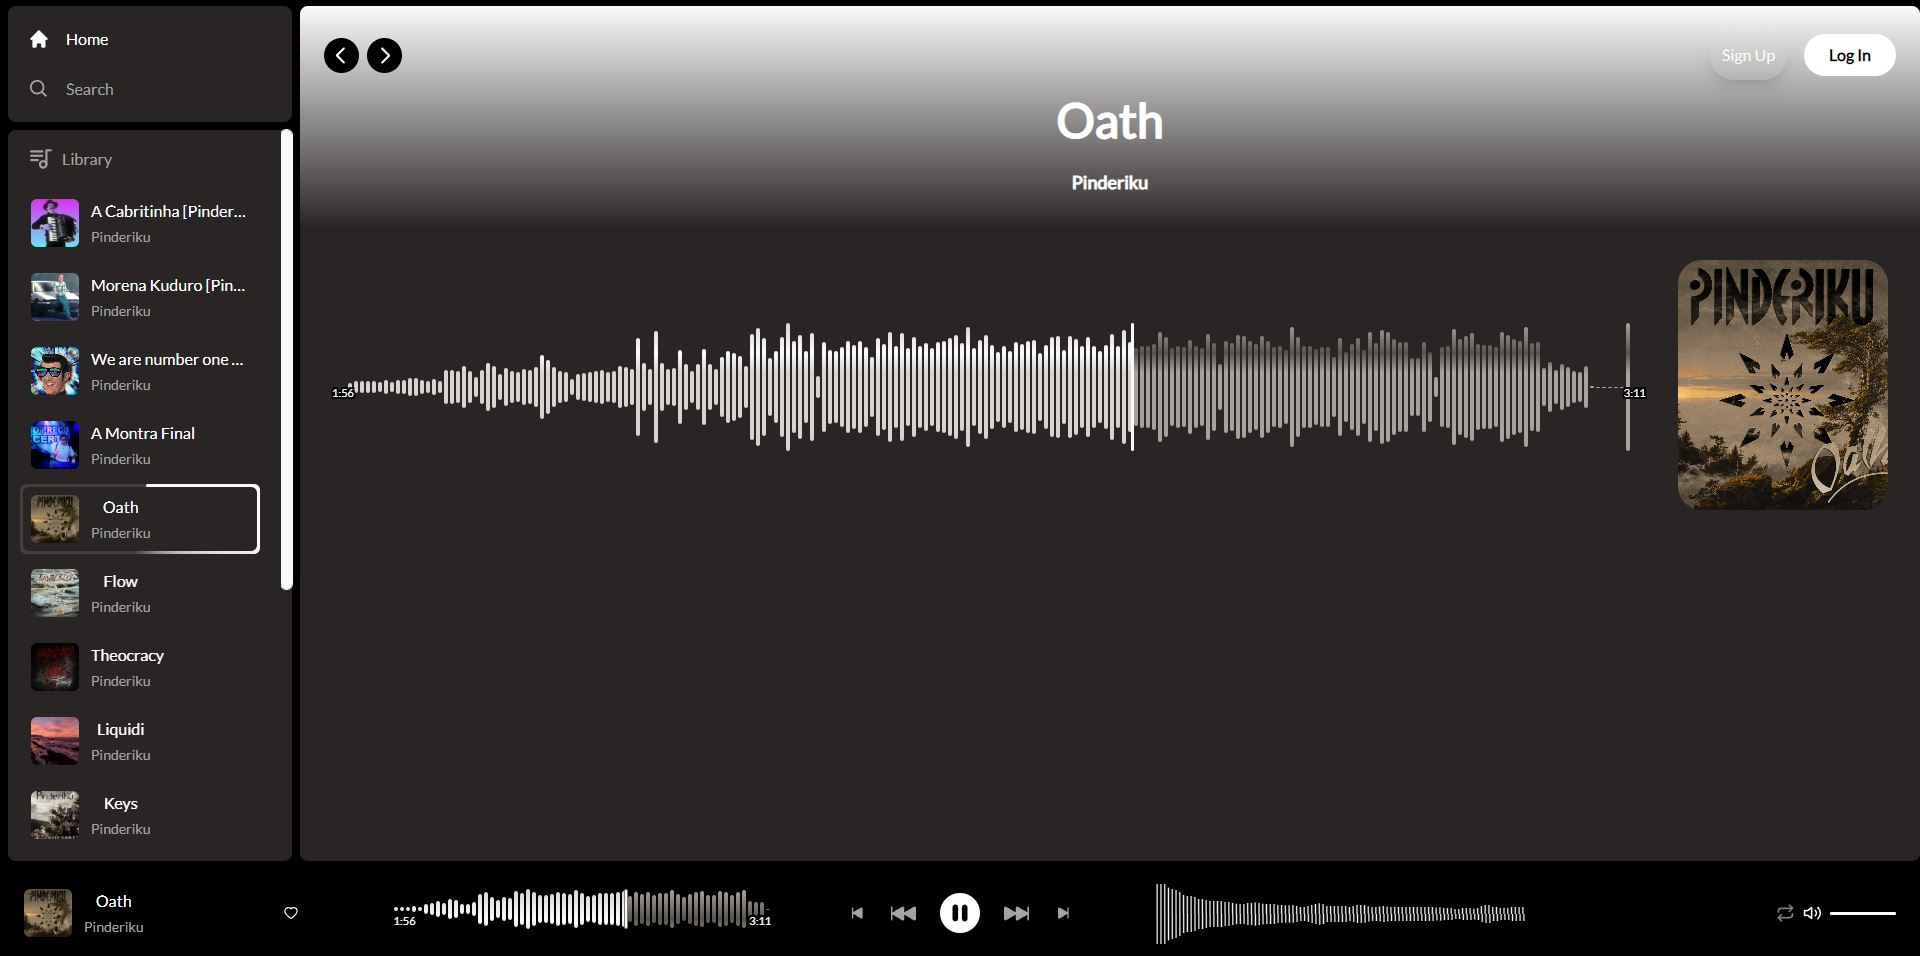 Home
Search
Library
A Cabritinha [Pinder...
Pinderiku
Morena Kuduro [Pin...
Pinderiku
We are number one ...
Pinderiku
A Montra Final
Pinderiku
Oath
Pinderiku
Flow
Pinderiku
Theocracy
Pinderiku
Liquidi
Pinderiku
Keys
Pinderiku
Sign Up
Log In
Oath
Pinderiku
1:56
3:11
PINDERIKU
Oath
Oath
Pinderiku
1:56
3:11